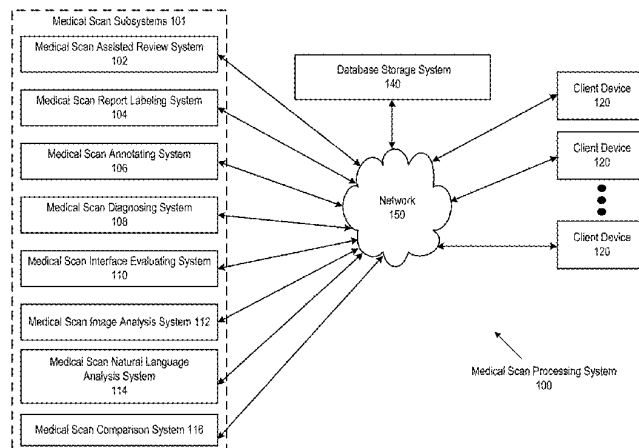 Medical Scan Subsystems 101
Medical Scan Assisted Review System
102
Medical Scan Report Labeling System
104
Medical Scan Annotating System
106
Medical Scan Diagnosing System
108
Medical Scan Interface Evaluating System
110
Medical Scan Image Analysis System 112
Medical Scan Natural Language
Analysis System
114
Medical Scan Comparison System 116
Database Storage System
140
Network
150
Client Device
120
Client Device
120
Client Device
120
Medical Scan Processing System
100